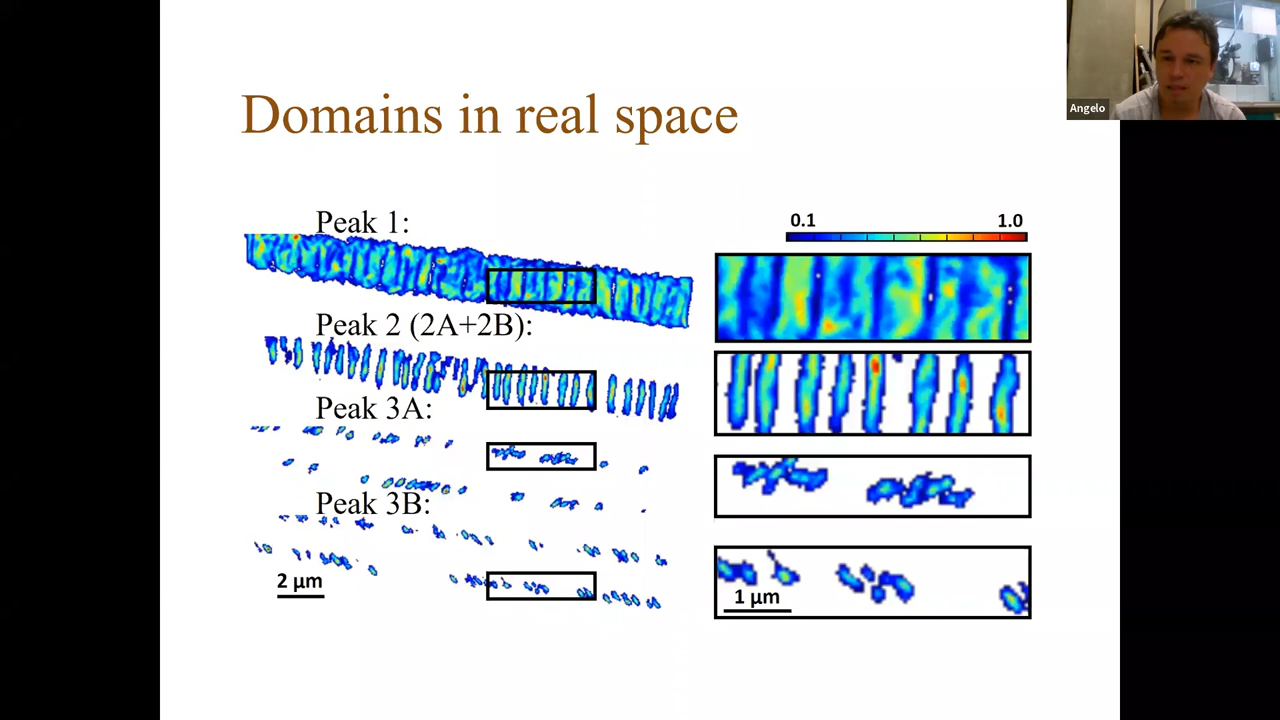 Angelo
Domains in real space
Peak 1:
0.1 1.0
Peak 2 (2A+2B):
Peak 3A:
Peak 3B:
2 µm
1 µm